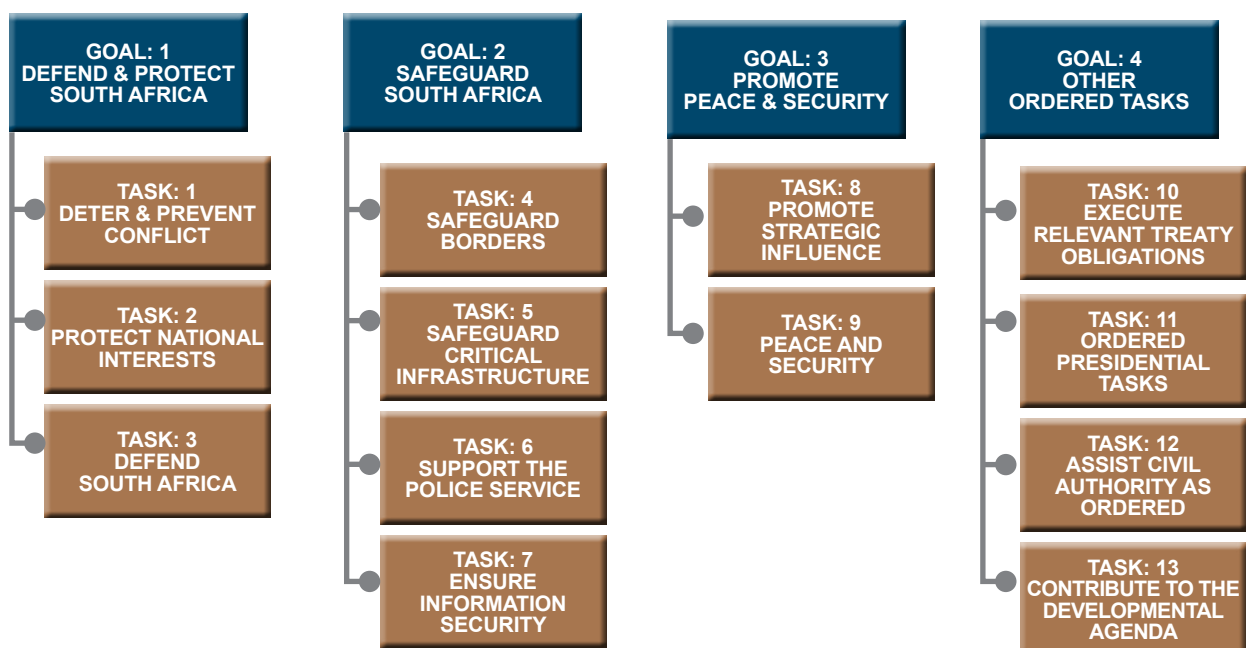 GOAL: 1
DEFEND & PROTECT
SOUTH AFRICA
TASK: 1
DETER & PREVENT
CONFLICT
TASK: 2
PROTECT NATIONAL
INTERESTS
TASK: 3
DEFEND
SOUTH AFRICA
GOAL: 2
SAFEGUARD
SOUTH AFRICA
TASK: 4
SAFEGUARD
BORDERS
TASK: 5
SAFEGUARD
CRITICAL
INFRASTRUCTURE
TASK: 6
SUPPORT THE
POLICE SERVICE
TASK: 7
ENSURE
INFORMATION
SECURITY
GOAL: 3
PROMOTE
PEACE & SECURITY
TASK: 8
PROMOTE
STRATEGIC
INFLUENCE
TASK: 9
PEACE AND
SECURITY
GOAL: 4
OTHER
ORDERED TASKS
TASK: 10
EXECUTE
RELEVANT TREATY
OBLIGATIONS
TASK: 11
ORDERED
PRESIDENTIAL
TASKS
TASK: 12
ASSIST CIVIL
AUTHORITY AS
ORDERED
TASK: 13
CONTRIBUTE TO THE
DEVELOPMENTAL
AGENDA